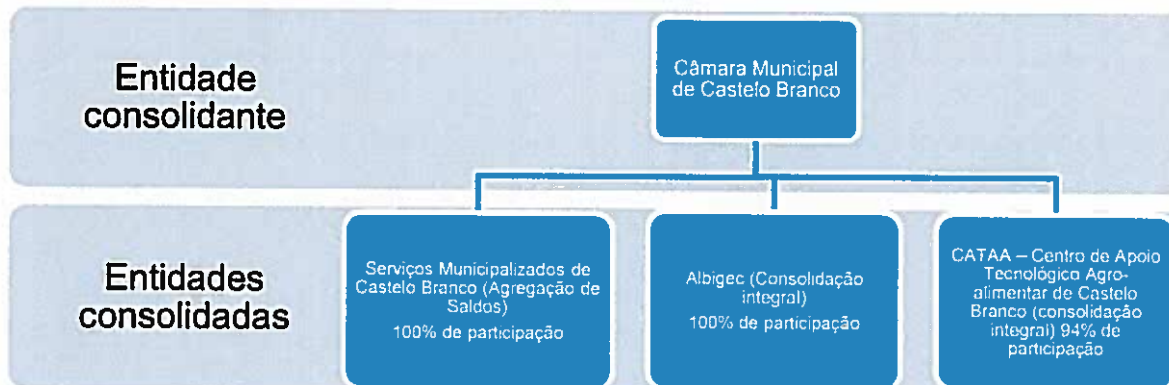 Entidade
consolidante
Câmara Municipal
de Castelo Branco
Entidades
consolidadas
Serviços Municipalizados de
Castelo Branco (Agregação de
Saldos)
100% de participação
Albigec (Consolidação
integral)
100% de participação
CATAA – Centro de Apoio
Tecnológico Agro-
alimentar de Castelo
Branco (consolidação
integral) 94% de
participação